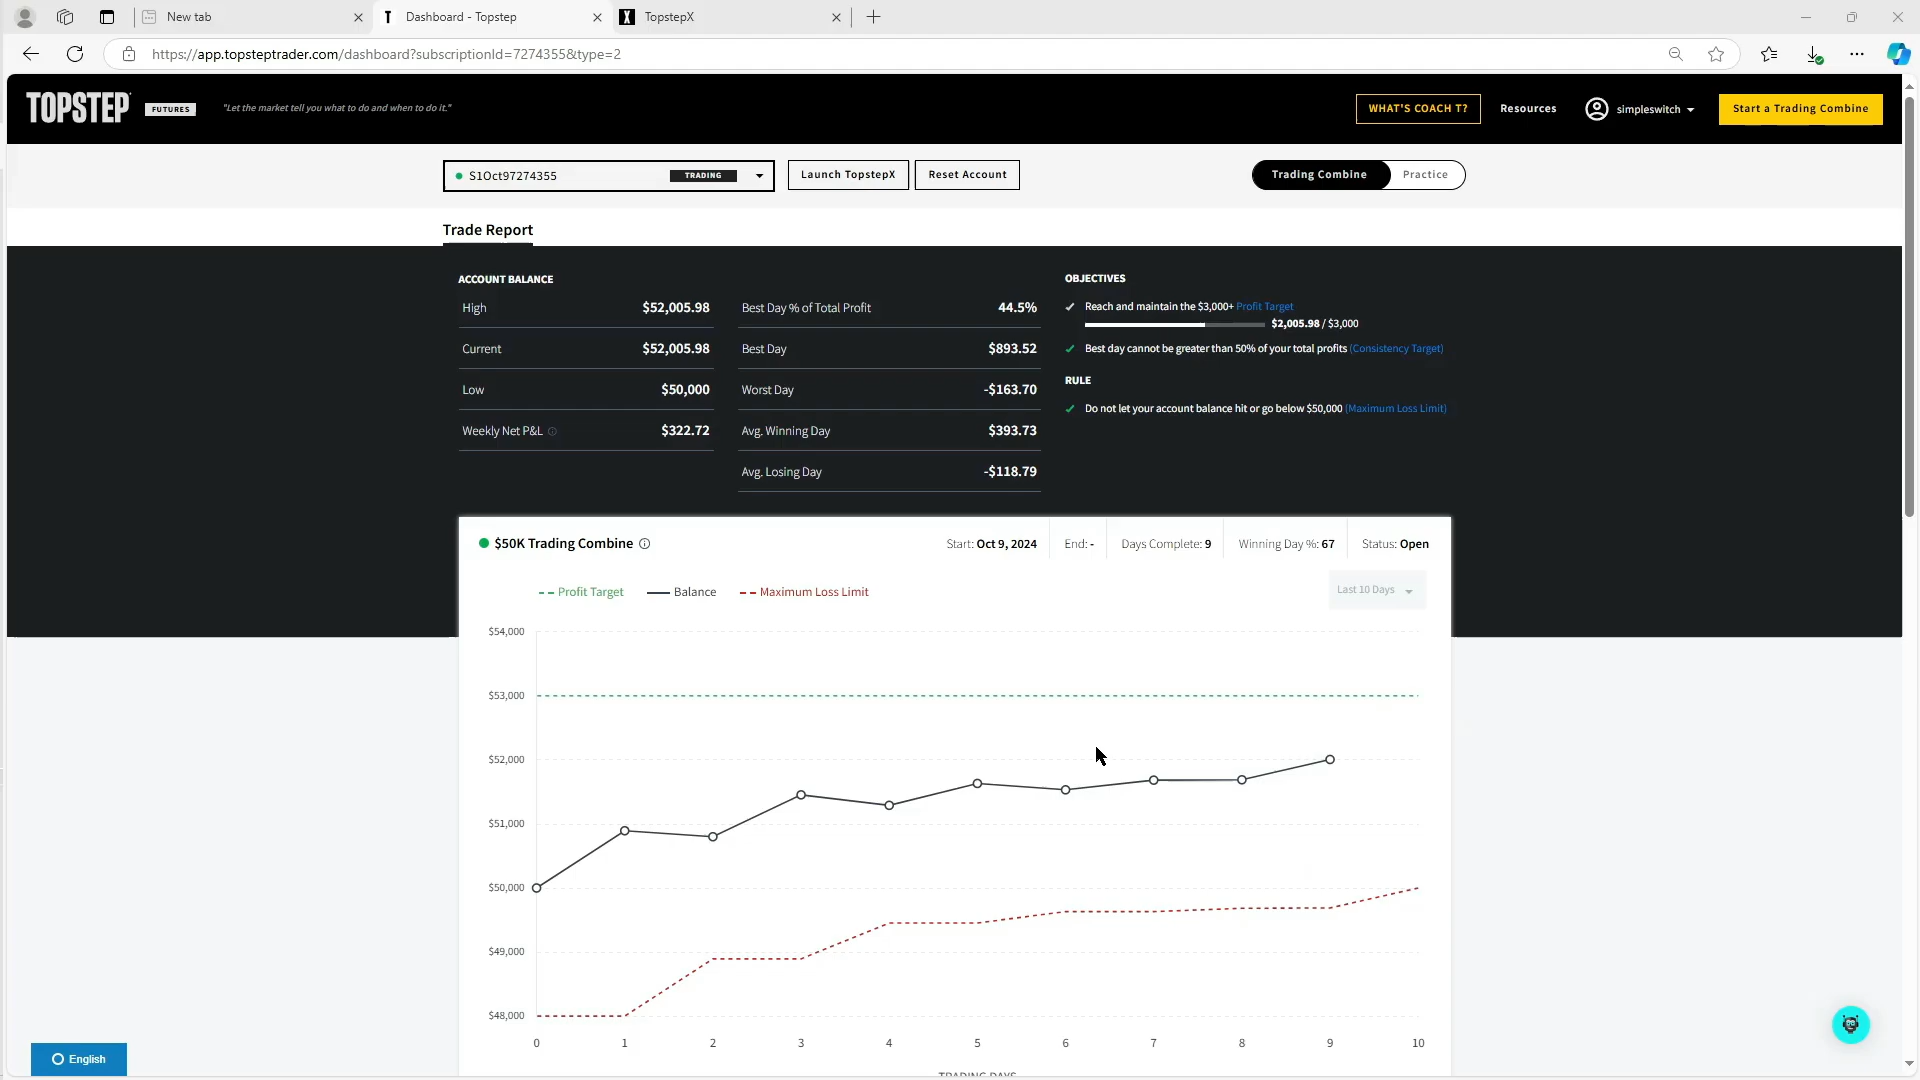 New tab
Dashboard - Topstep
TopstepX
https://app.topsteptrader.com/dashboard?subscriptionId=7274355&type=2
TOPSTEP
FUTURES
"Let the market tell you what to do and when to do it."
WHAT'S COACH T?
Resources
simpleswitch
Start a Trading Combine
S1Oct97274355
TRADING
Launch TopstepX
Reset Account
Trading Combine
Practice
Trade Report
ACCOUNT BALANCE
High $52,005.98
Current $52,005.98
Low $50,000
Weekly Net P&L $322.72
Best Day % of Total Profit 44.5%
Best Day $893.52
Worst Day -$163.70
Avg. Winning Day $393.73
Avg. Losing Day -$118.79
OBJECTIVES
Reach and maintain the $3,000+ Profit Target
$2,005.98 / $3,000
Best day cannot be greater than 50% of your total profits (Consistency Target)
RULE
Do not let your account balance hit or go below $50,000 (Maximum Loss Limit)
$50K Trading Combine
Start: Oct 9, 2024
End: -
Days Complete: 9
Winning Day %: 67
Status: Open
Profit Target
Balance
Maximum Loss Limit
Last 10 Days
$54,000
$53,000
$52,000
$51,000
$50,000
$49,000
$48,000
0 1 2 3 4 5 6 7 8 9 10
TRADING DAYS
English